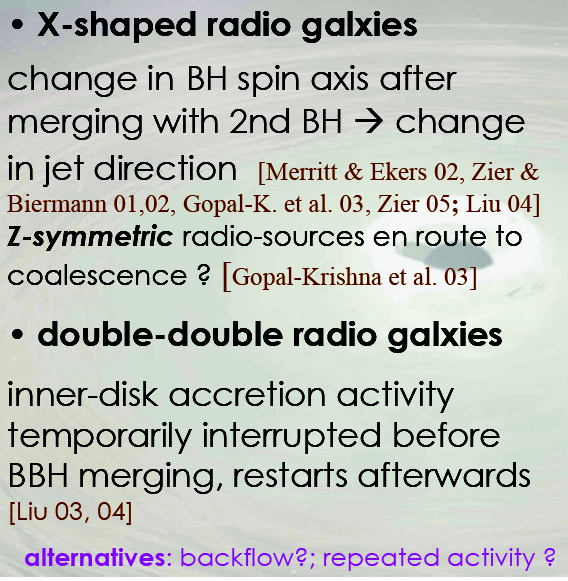 • X-shaped radio galxies
change in BH spin axis after
merging with 2nd BH → change
in jet direction [Merritt & Ekers 02, Zier &
Biermann 01,02, Gopal-K. et al. 03, Zier 05; Liu 04]
Z-symmetric radio-sources en route to
coalescence ? [Gopal-Krishna et al. 03]
• double-double radio galxies
inner-disk accretion activity
temporarily interrupted before
BBH merging, restarts afterwards
[Liu 03, 04]
alternatives: backflow?; repeated activity ?